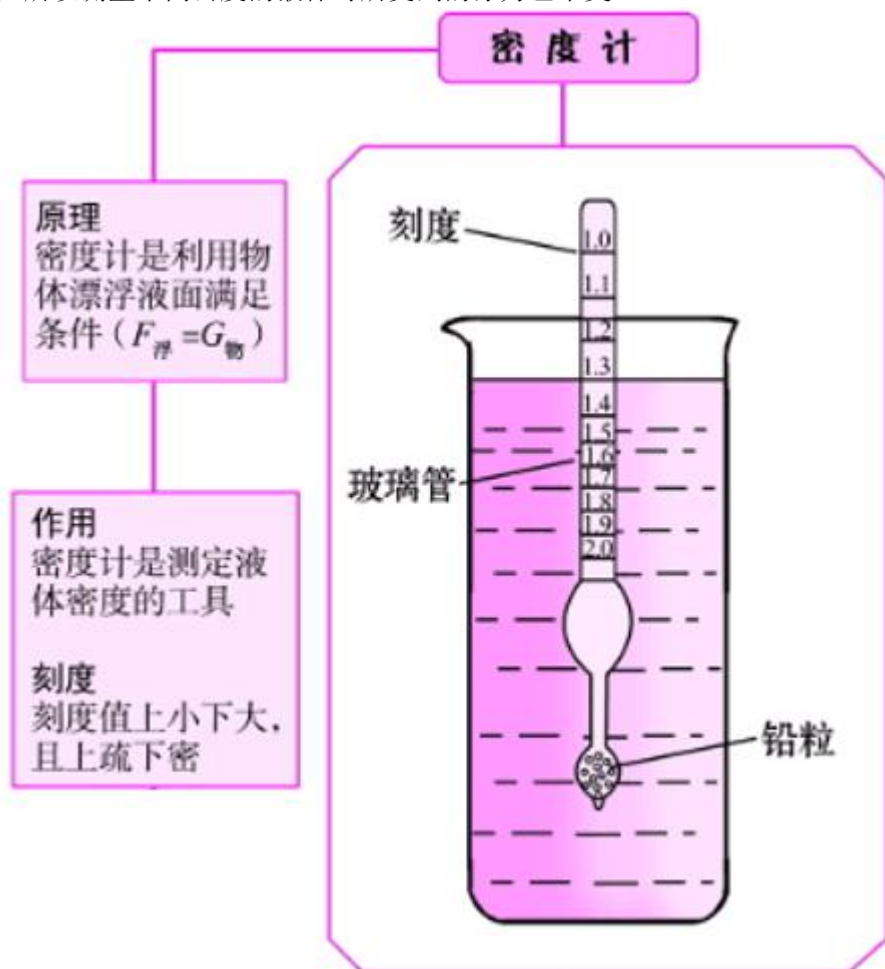 密度计
原理
密度计是利用物
体漂浮液面满足
条件(F浮=G物)
作用
密度计是测定液
体密度的工具
刻度
刻度值上小下大,
且上疏下密
刻度
1.0
1.1
1.2
1.3
1.4
1.5
1.6
玻璃管
1.7
1.8
1.9
2.0
铅粒